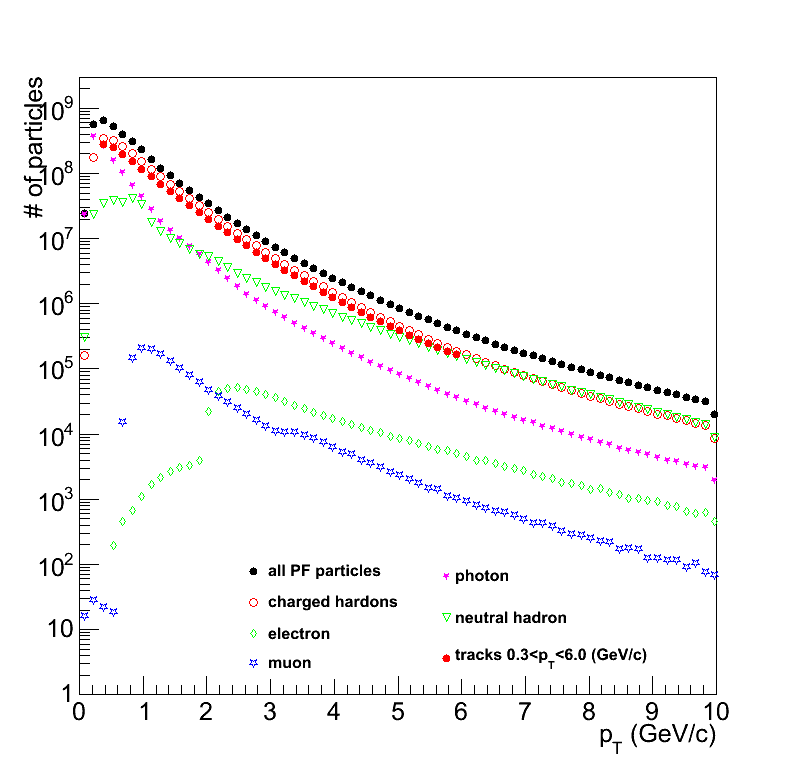 # of particles
10^9
10^8
10^7
10^6
10^5
10^4
10^3
10^2
10
1
all PF particles
charged hardons
electron
muon
photon
neutral hadron
tracks 0.3<p_T<6.0 (GeV/c)
0 1 2 3 4 5 6 7 8 9 10
p_T (GeV/c)